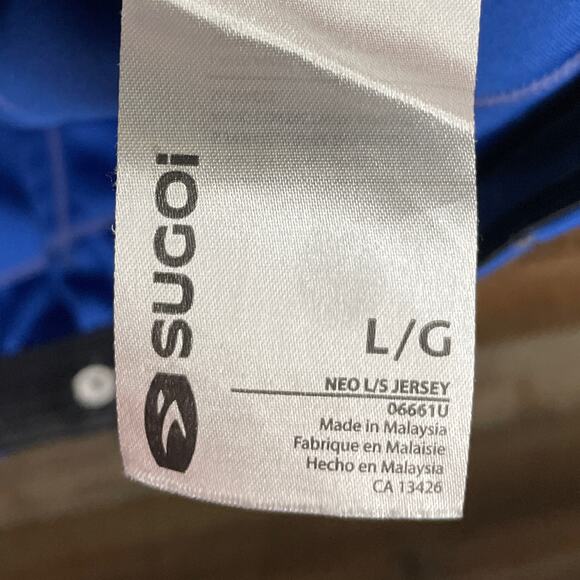 SUGOi
L/G
NEO L/S JERSEY
06661U
Made in Malaysia
Fabrique en Malaisie
Hecho en Malaysia
CA 13426